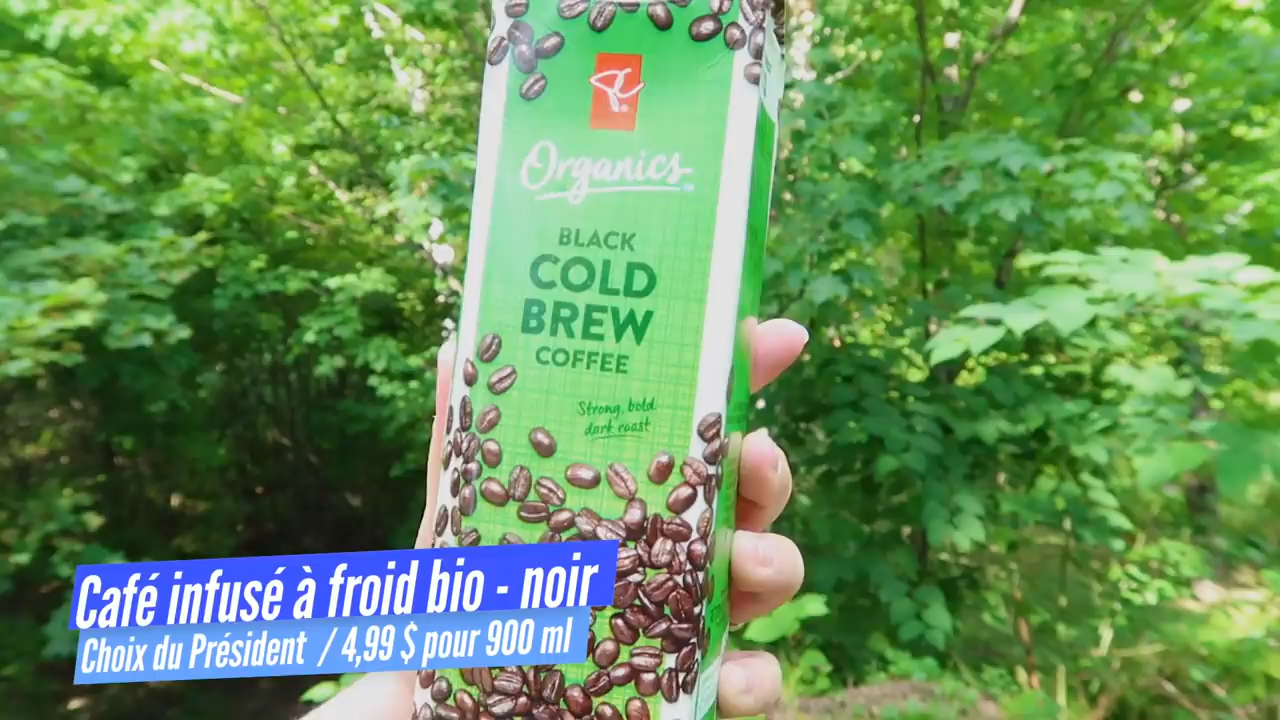 Organics
BLACK
COLD
BREW
COFFEE
Strong, bold
dark roast
Café infusé à froid bio - noir
Choix du Président / 4,99 $ pour 900 ml